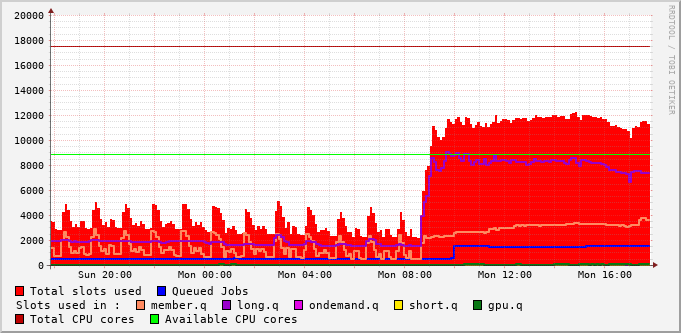 RRDTOOL / TOBI OETIKER
20000
18000
16000
14000
12000
10000
8000
6000
4000
2000
0
Sun 20:00 Mon 00:00 Mon 04:00 Mon 08:00 Mon 12:00 Mon 16:00
Total slots used Queued Jobs
Slots used in : member.q long.q ondemand.q short.q gpu.q
Total CPU cores Available CPU cores